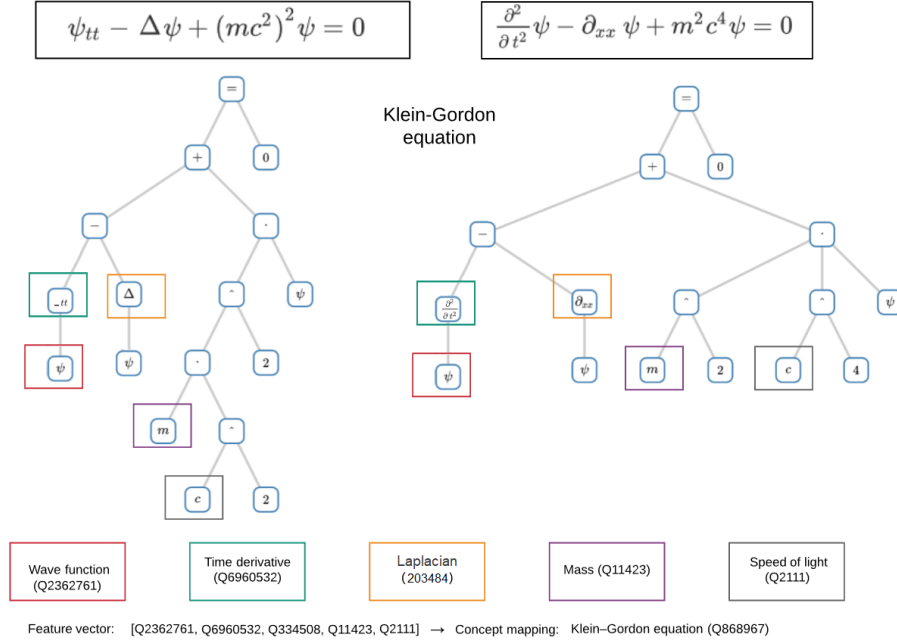 ψ_tt − Δψ + (mc²)²ψ = 0
∂²/∂t² ψ − ∂_xx ψ + m²c⁴ψ = 0
Klein-Gordon
equation
=
+
0
−
·
_tt
Δ
^
ψ
ψ
ψ
·
2
m
^
c
2
=
+
0
−
·
∂²/∂t²
∂_xx
^
^
ψ
ψ
ψ
m
2
c
4
Wave function
(Q2362761)
Time derivative
(Q6960532)
Laplacian
(203484)
Mass (Q11423)
Speed of light
(Q2111)
Feature vector: [Q2362761, Q6960532, Q334508, Q11423, Q2111] → Concept mapping: Klein–Gordon equation (Q868967)